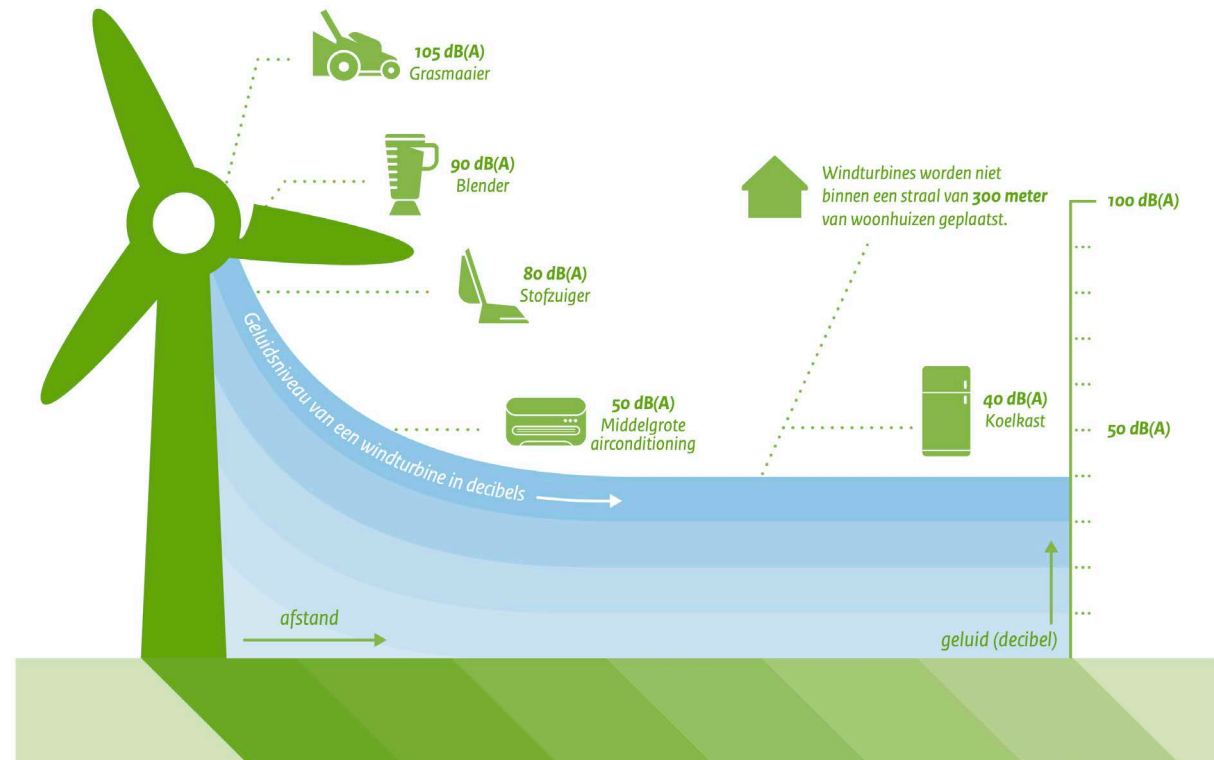 105 dB(A)
Grasmaaier
90 dB(A)
Blender
80 dB(A)
Stofzuiger
Windturbines worden niet
binnen een straal van 300 meter
van woonhuizen geplaatst.
100 dB(A)
Geluidsniveau van een windturbine in decibels
50 dB(A)
Middelgrote
airconditioning
40 dB(A)
Koelkast
50 dB(A)
afstand
geluid (decibel)